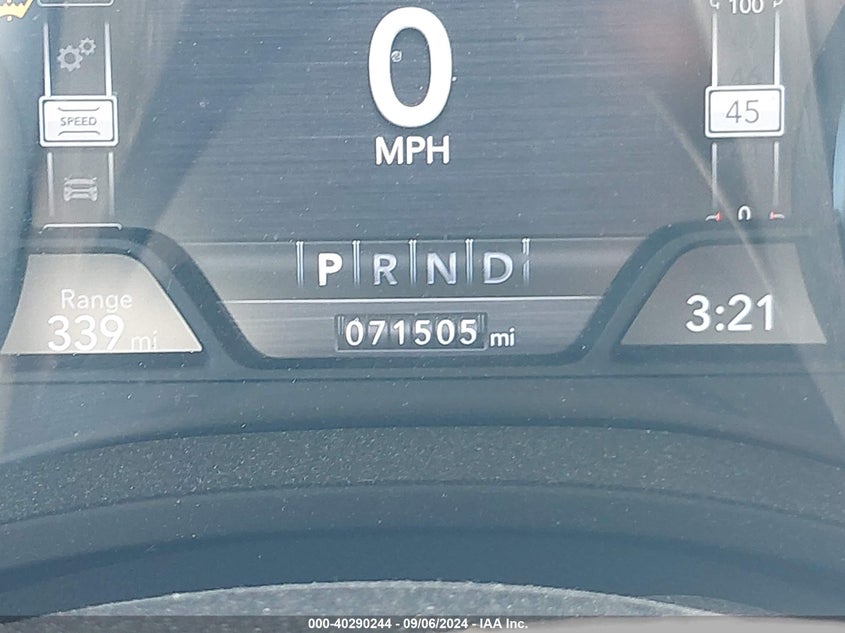 100
0
SPEED
45
MPH
0
P R N D
Range
339 mi
071505 mi
3:21
000-40290244 - 09/06/2024 - IAA Inc.